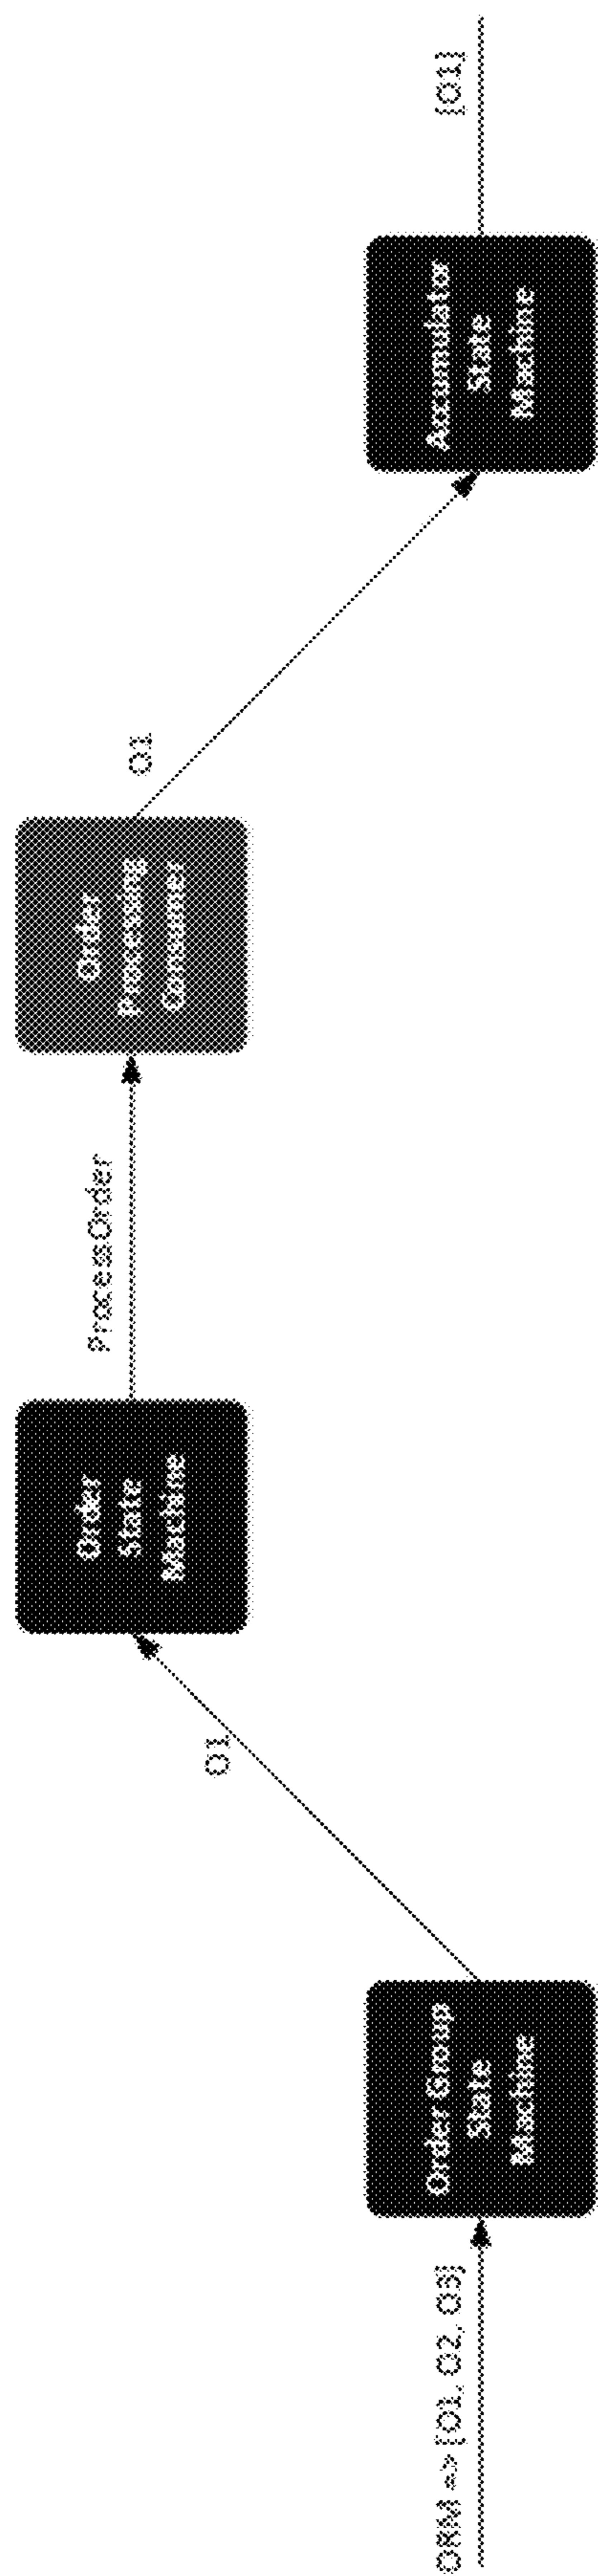 ORM => [O1, O2, O3]
Order Group
State
Machine
O1
Order
State
Machine
ProcessOrder
Order
Processing
Consumer
O1
Accumulator
State
Machine
[O1]